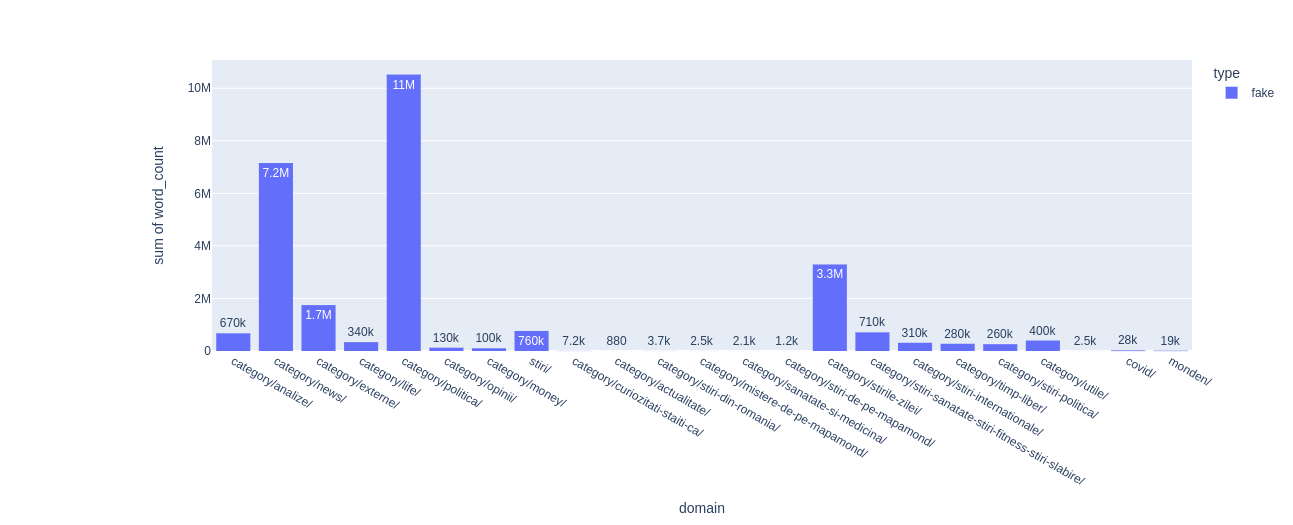 type
fake
sum of word_count
10M
8M
6M
4M
2M
0
670k
7.2M
1.7M
340k
11M
130k
100k
760k
7.2k
880
3.7k
2.5k
2.1k
1.2k
3.3M
710k
310k
280k
260k
400k
2.5k
28k
19k
category/analize/
category/news/
category/externe/
category/life/
category/politica/
category/opinii/
category/money/
stiri/
category/curiozitati-staiti-ca/
category/actualitate/
category/stiri-din-romania/
category/mistere-de-pe-mapamond/
category/sanatate-si-medicina/
category/stiri-de-pe-mapamond/
category/stirile-zilei/
category/stiri-sanatate-stiri-fitness-stiri-slabire/
category/stiri-internationale/
category/timp-liber/
category/stiri-politica/
category/utile/
covid/
monden/
domain